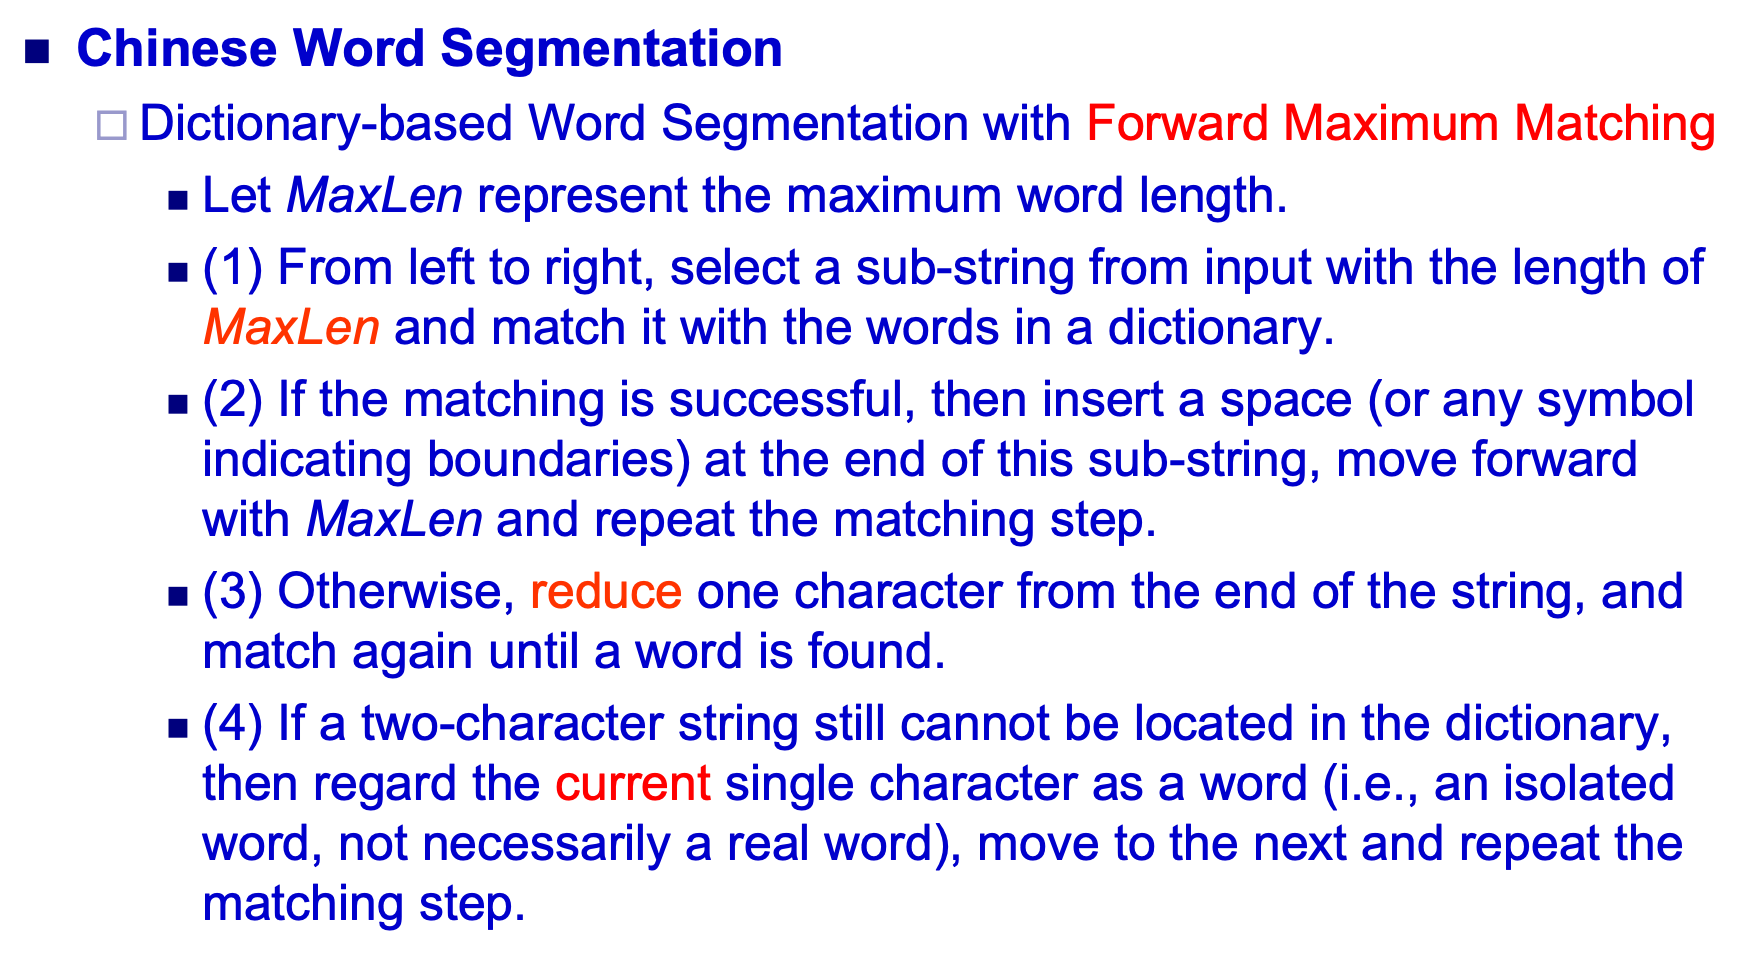 Chinese Word Segmentation
Dictionary-based Word Segmentation with Forward Maximum Matching
Let MaxLen represent the maximum word length.
(1) From left to right, select a sub-string from input with the length of
MaxLen and match it with the words in a dictionary.
(2) If the matching is successful, then insert a space (or any symbol
indicating boundaries) at the end of this sub-string, move forward
with MaxLen and repeat the matching step.
(3) Otherwise, reduce one character from the end of the string, and
match again until a word is found.
(4) If a two-character string still cannot be located in the dictionary,
then regard the current single character as a word (i.e., an isolated
word, not necessarily a real word), move to the next and repeat the
matching step.